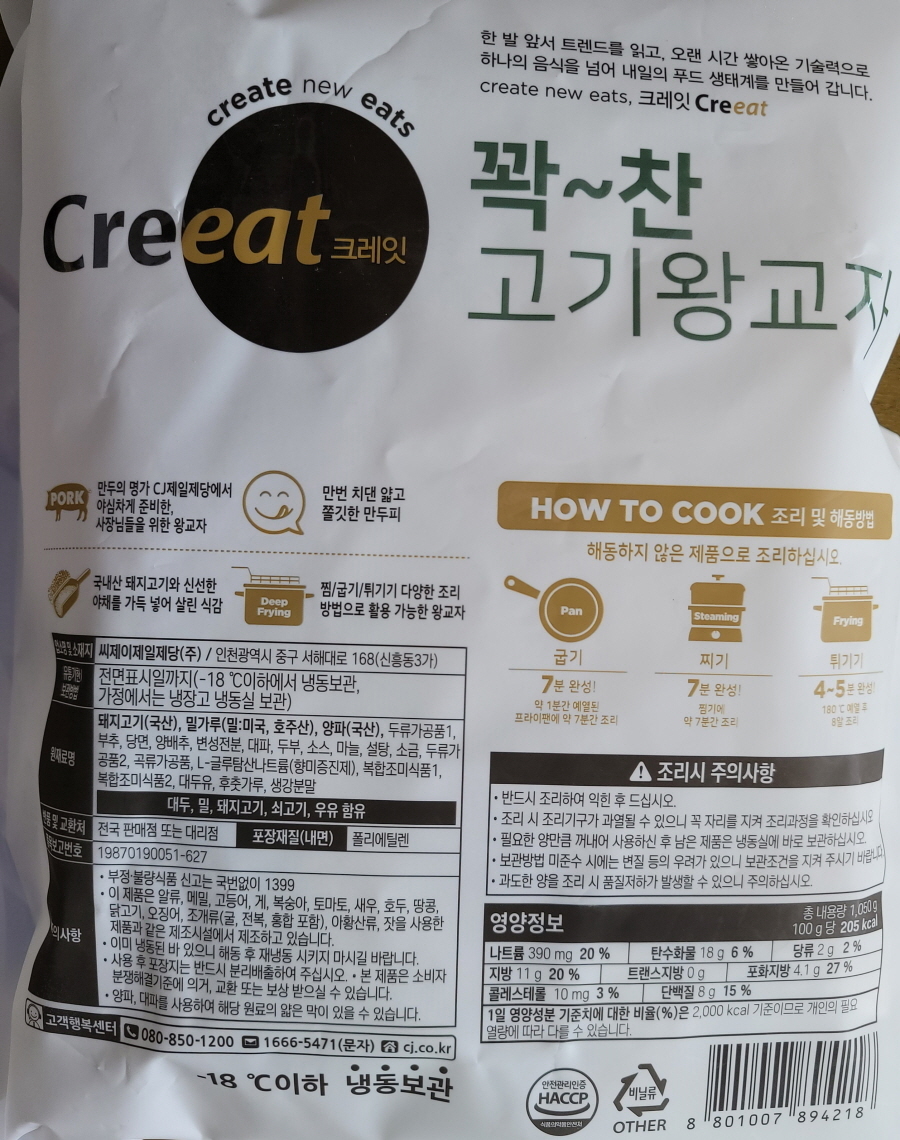 한 발 앞서 트렌드를 읽고, 오랜 시간 쌓아온 기술력으로
하나의 음식을 넘어 내일의 푸드 생태계를 만들어 갑니다.
create new eats, 크레잇 Creeat
create new eats
Creeat 크레잇
꽉~찬
고기왕교자
PORK
만두의 명가 CJ제일제당에서
야심차게 준비한,
사장님들을 위한 왕교자
만번 치댄 얇고
쫄깃한 만두피
국내산 돼지고기와 신선한
야채를 가득 넣어 살린 식감
Deep
Frying
찜/굽기/튀기기 다양한 조리
방법으로 활용 가능한 왕교자
HOW TO COOK 조리 및 해동방법
해동하지 않은 제품으로 조리하십시오.
Pan
Steaming
Frying
굽기
찌기
튀기기
7분 완성!
7분 완성!
4~5분 완성!
약 1분간 예열된
프라이팬에 약 7분간 조리
찜기에
약 7분간 조리
180 ℃ 예열 후
조리
업소명 및 소재지 씨제이제일제당(주) / 인천광역시 중구 서해대로 168(신흥동3가)
유통기한/
보관방법
전면표시일까지(-18 ℃이하에서 냉동보관,
가정에서는 냉장고 냉동실 보관)
원재료명
돼지고기(국산), 밀가루(밀:미국, 호주산), 양파(국산), 두류가공품1,
부추, 당면, 양배추, 변성전분, 대파, 두부, 소스, 마늘, 설탕, 소금, 두류가
공품2, 곡류가공품, L-글루탐산나트륨(향미증진제), 복합조미식품1,
복합조미식품2, 대두유, 후춧가루, 생강분말
대두, 밀, 돼지고기, 쇠고기, 우유 함유
품 및 교환처 전국 판매점 또는 대리점 포장재질(내면) 폴리에틸렌
보고번호 19870190051-627
의사항
• 부정·불량식품 신고는 국번없이 1399
• 이 제품은 알류, 메밀, 고등어, 게, 복숭아, 토마토, 새우, 호두, 땅콩,
닭고기, 오징어, 조개류(굴, 전복, 홍합 포함), 아황산류, 잣을 사용한
제품과 같은 제조시설에서 제조하고 있습니다.
• 이미 냉동된 바 있으니 해동 후 재냉동 시키지 마시길 바랍니다.
• 사용 후 포장지는 반드시 분리배출하여 주십시오. • 본 제품은 소비자
분쟁해결기준에 의거, 교환 또는 보상 받으실 수 있습니다.
• 양파, 대파를 사용하여 해당 원료의 얇은 막이 있을 수 있습니다.
고객행복센터 080-850-1200 1666-5471(문자) cj.co.kr
-18 ℃이하 냉동보관
조리시 주의사항
• 반드시 조리하여 익힌 후 드십시오.
• 조리 시 조리기구가 과열될 수 있으니 꼭 자리를 지켜 조리과정을 확인하십시오
• 필요한 양만큼 꺼내어 사용하신 후 남은 제품은 냉동실에 바로 보관하십시오.
• 보관방법 미준수 시에는 변질 등의 우려가 있으니 보관조건을 지켜 주시기 바랍니다.
• 과도한 양을 조리 시 품질저하가 발생할 수 있으니 주의하십시오.
영양정보
총 내용량 1,050 g
100 g 당 205 kcal
나트륨 390 mg 20 % 탄수화물 18 g 6 % 당류 2 g 2 %
지방 11 g 20 % 트랜스지방 0 g 포화지방 4.1 g 27 %
콜레스테롤 10 mg 3 % 단백질 8 g 15 %
1일 영양성분 기준치에 대한 비율(%)은 2,000 kcal 기준이므로 개인의 필요
열량에 따라 다를 수 있습니다.
안전관리인증
HACCP
식품의약품안전처
비닐류
OTHER
8 801007 894218